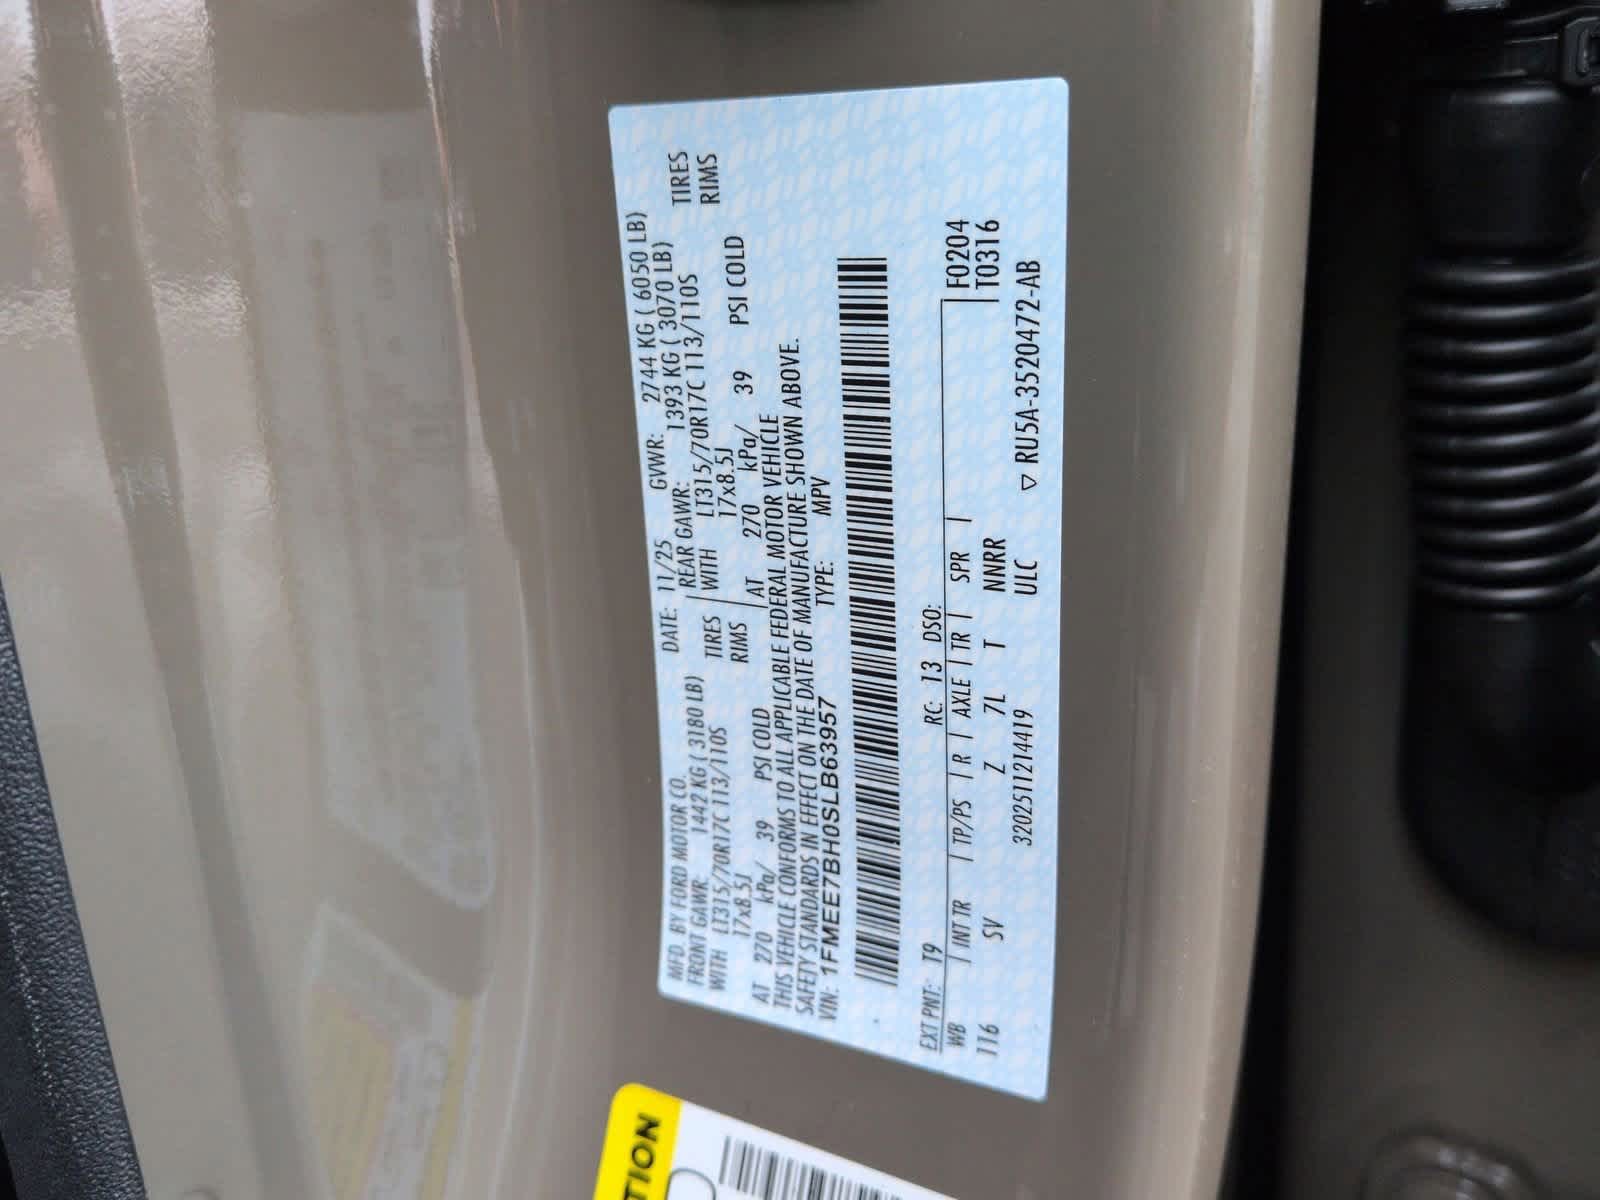 MFD. BY FORD MOTOR CO.
DATE: 11/25 GVWR: 2744 KG ( 6050 LB)
FRONT GAWR: 1442 KG ( 3180 LB)
REAR GAWR: 1393 KG ( 3070 LB)
WITH LT315/70R17C 113/110S TIRES
WITH LT315/70R17C 113/110S TIRES
17x8.5J RIMS
17x8.5J RIMS
AT 270 kPa/ 39 PSI COLD
AT 270 kPa/ 39 PSI COLD
THIS VEHICLE CONFORMS TO ALL APPLICABLE FEDERAL MOTOR VEHICLE
SAFETY STANDARDS IN EFFECT ON THE DATE OF MANUFACTURE SHOWN ABOVE.
VIN: 1FMEE7BH0SLB63957 TYPE: MPV
EXT PNT: T9 RC: 13 DSO:
F0204
WB | INT TR | TP/PS | R | AXLE | TR | SPR |
T0316
116 SV Z 7L T NNRR
320251121​4419 ULC
▽ RU5A-3520472-AB
TION